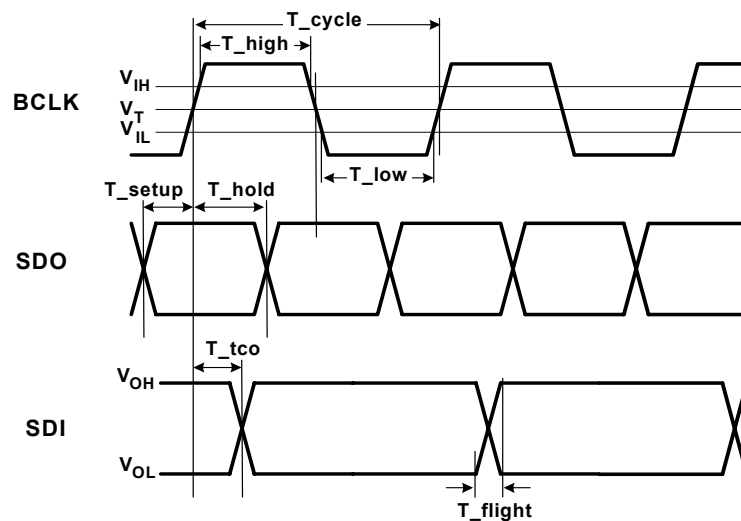 T_cycle
T_high
V_IH
BCLK
V_T
V_IL
T_low
T_setup
T_hold
SDO
T_tco
V_OH
SDI
V_OL
T_flight